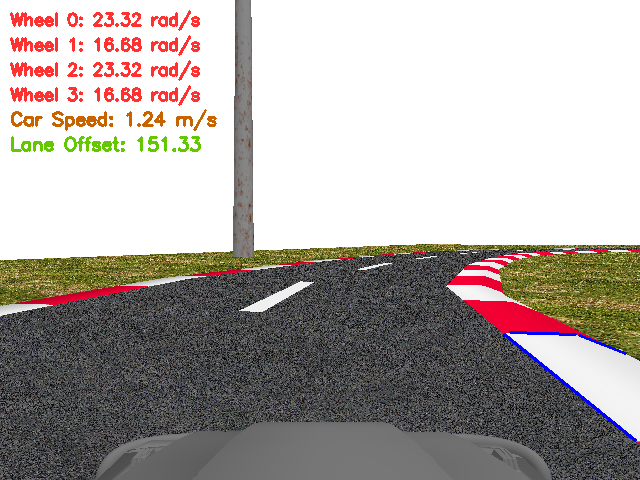 Wheel 0: 23.32 rad/s
Wheel 1: 16.68 rad/s
Wheel 2: 23.32 rad/s
Wheel 3: 16.68 rad/s
Car Speed: 1.24 m/s
Lane Offset: 151.33